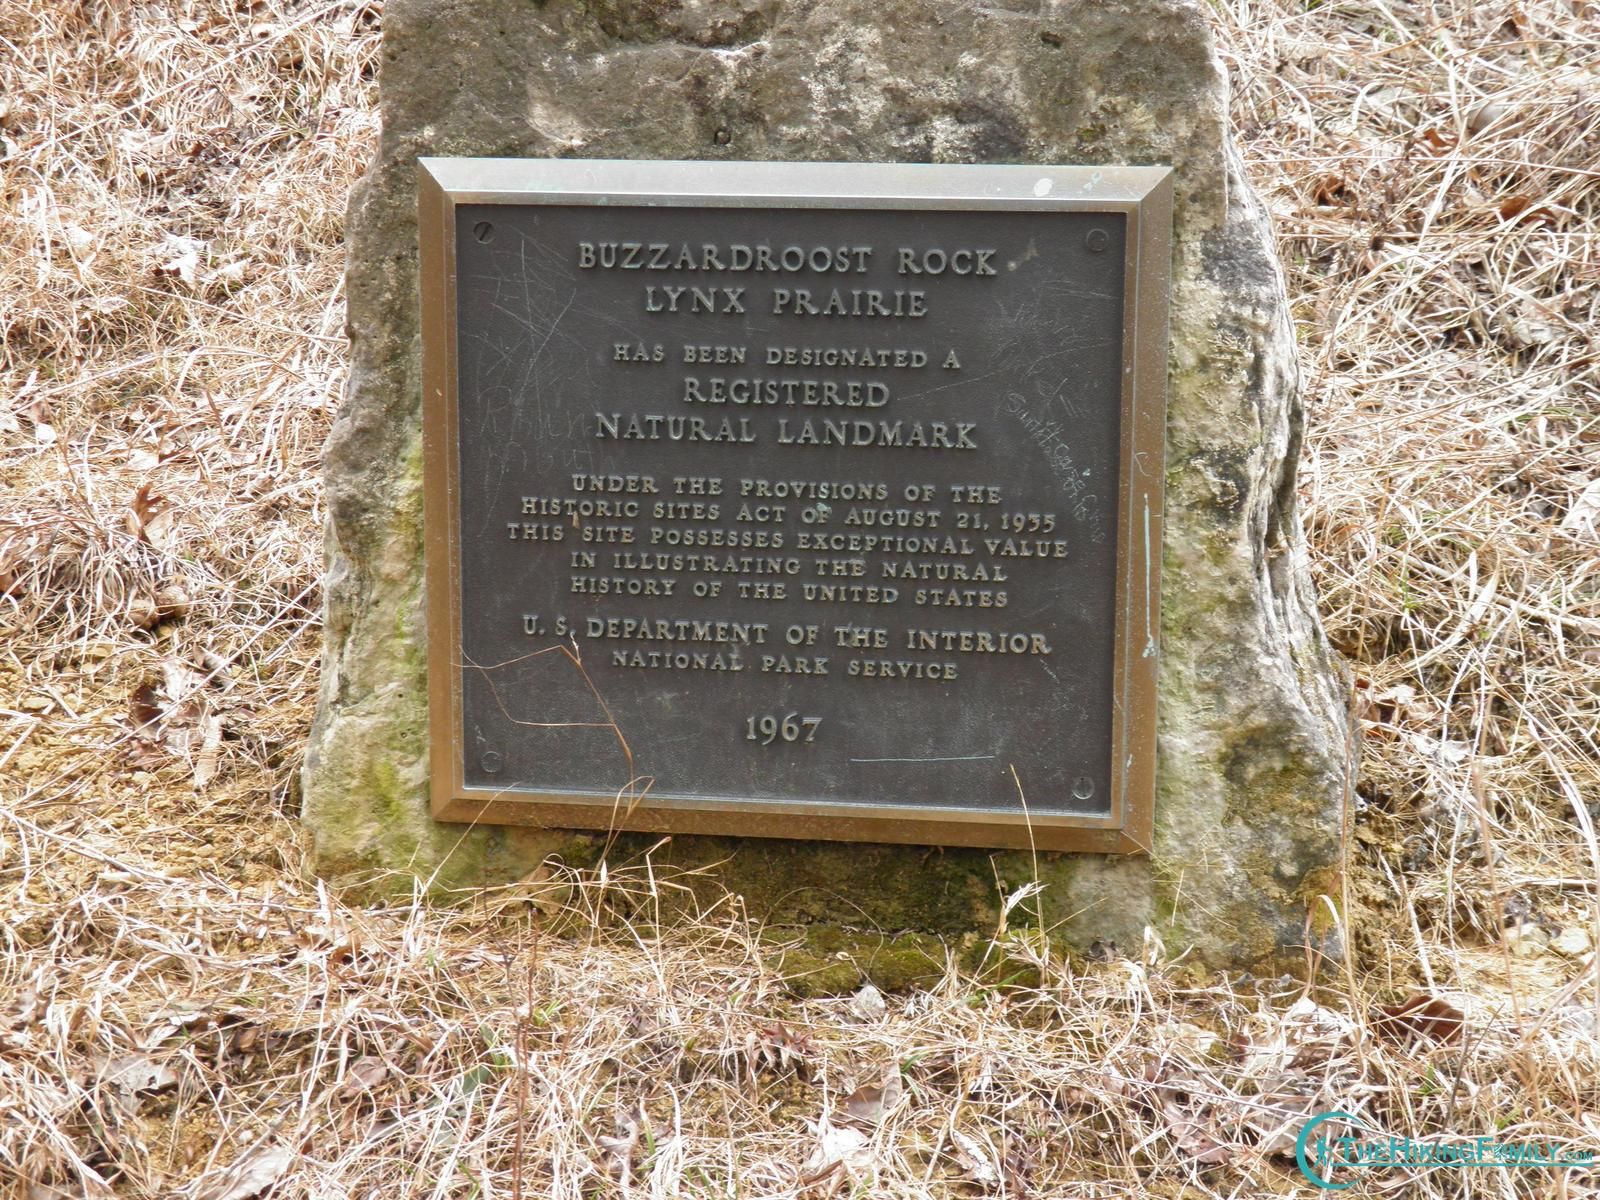 BUZZARDROOST ROCK
LYNX PRAIRIE
HAS BEEN DESIGNATED A
REGISTERED
NATURAL LANDMARK
UNDER THE PROVISIONS OF THE
HISTORIC SITES ACT OF AUGUST 21, 1935
THIS SITE POSSESSES EXCEPTIONAL VALUE
IN ILLUSTRATING THE NATURAL
HISTORY OF THE UNITED STATES
U. S. DEPARTMENT OF THE INTERIOR
NATIONAL PARK SERVICE
1967
THEHIKINGFAMILY.COM